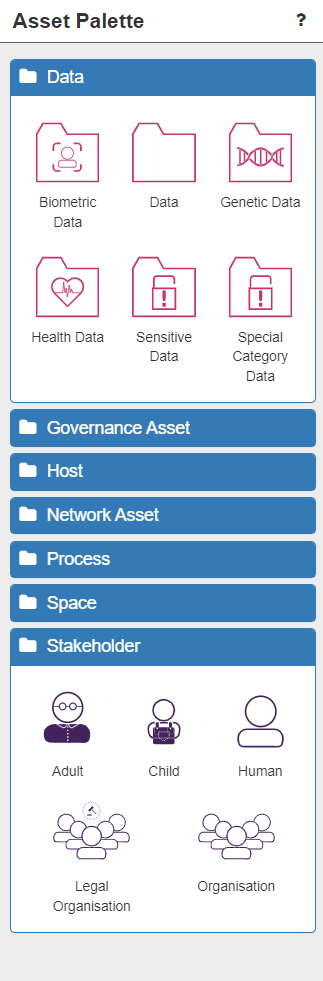 Asset Palette ?
Data
Biometric
Data
Data
Genetic Data
Health Data
Sensitive
Data
Special
Category
Data
Governance Asset
Host
Network Asset
Process
Space
Stakeholder
Adult
Child
Human
Legal
Organisation
Organisation